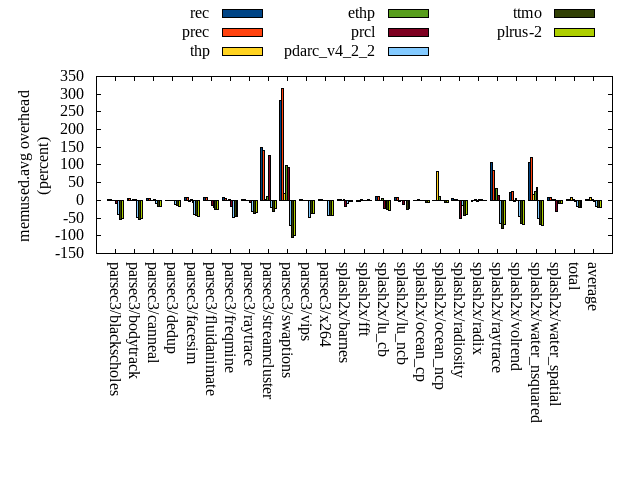 rec ethp ttmo
prec prcl plrus-2
thp pdarc_v4_2_2
memused.avg overhead
(percent)
350
300
250
200
150
100
50
0
-50
-100
-150
parsec3/blackscholes
parsec3/bodytrack
parsec3/canneal
parsec3/dedup
parsec3/facesim
parsec3/fluidanimate
parsec3/freqmine
parsec3/raytrace
parsec3/streamcluster
parsec3/swaptions
parsec3/vips
parsec3/x264
splash2x/barnes
splash2x/fft
splash2x/lu_cb
splash2x/lu_ncb
splash2x/ocean_cp
splash2x/ocean_ncp
splash2x/radiosity
splash2x/radix
splash2x/raytrace
splash2x/volrend
splash2x/water_nsquared
splash2x/water_spatial
total
average